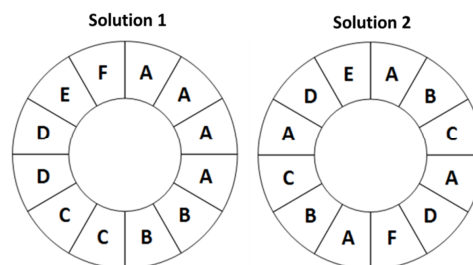 Solution 1
F A
E A
D A
D A
C B
C B
Solution 2
E A
D B
A C
C A
B D
A F